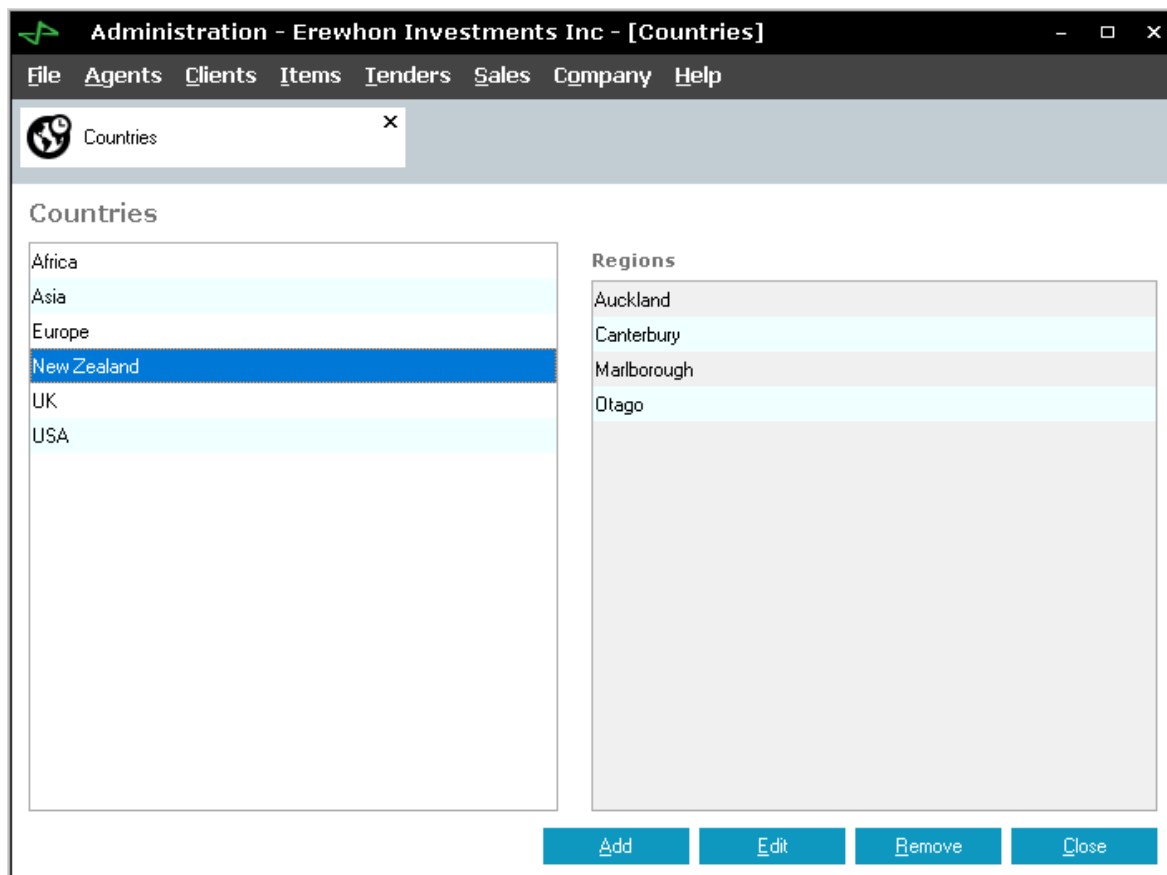 Administration - Erewhon Investments Inc - [Countries]
File Agents Clients Items Tenders Sales Company Help
Countries
Countries
Africa
Asia
Europe
New Zealand
UK
USA
Regions
Auckland
Canterbury
Marlborough
Otago
Add Edit Remove Close